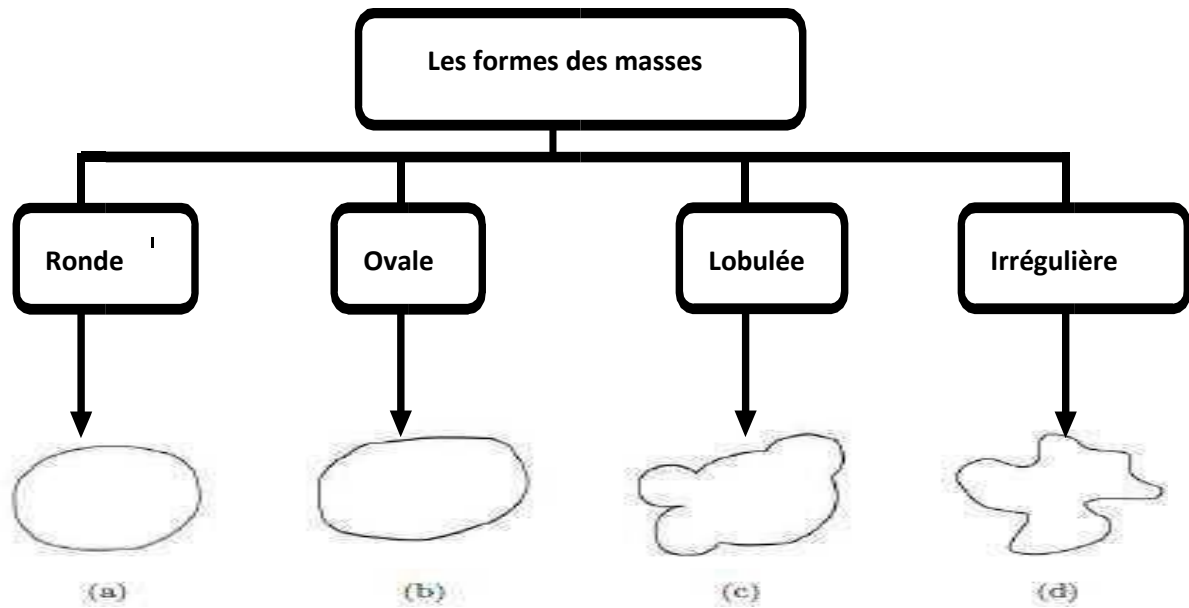 Les formes des masses
Ronde
Ovale
Lobulée
Irrégulière
(a)
(b)
(c)
(d)